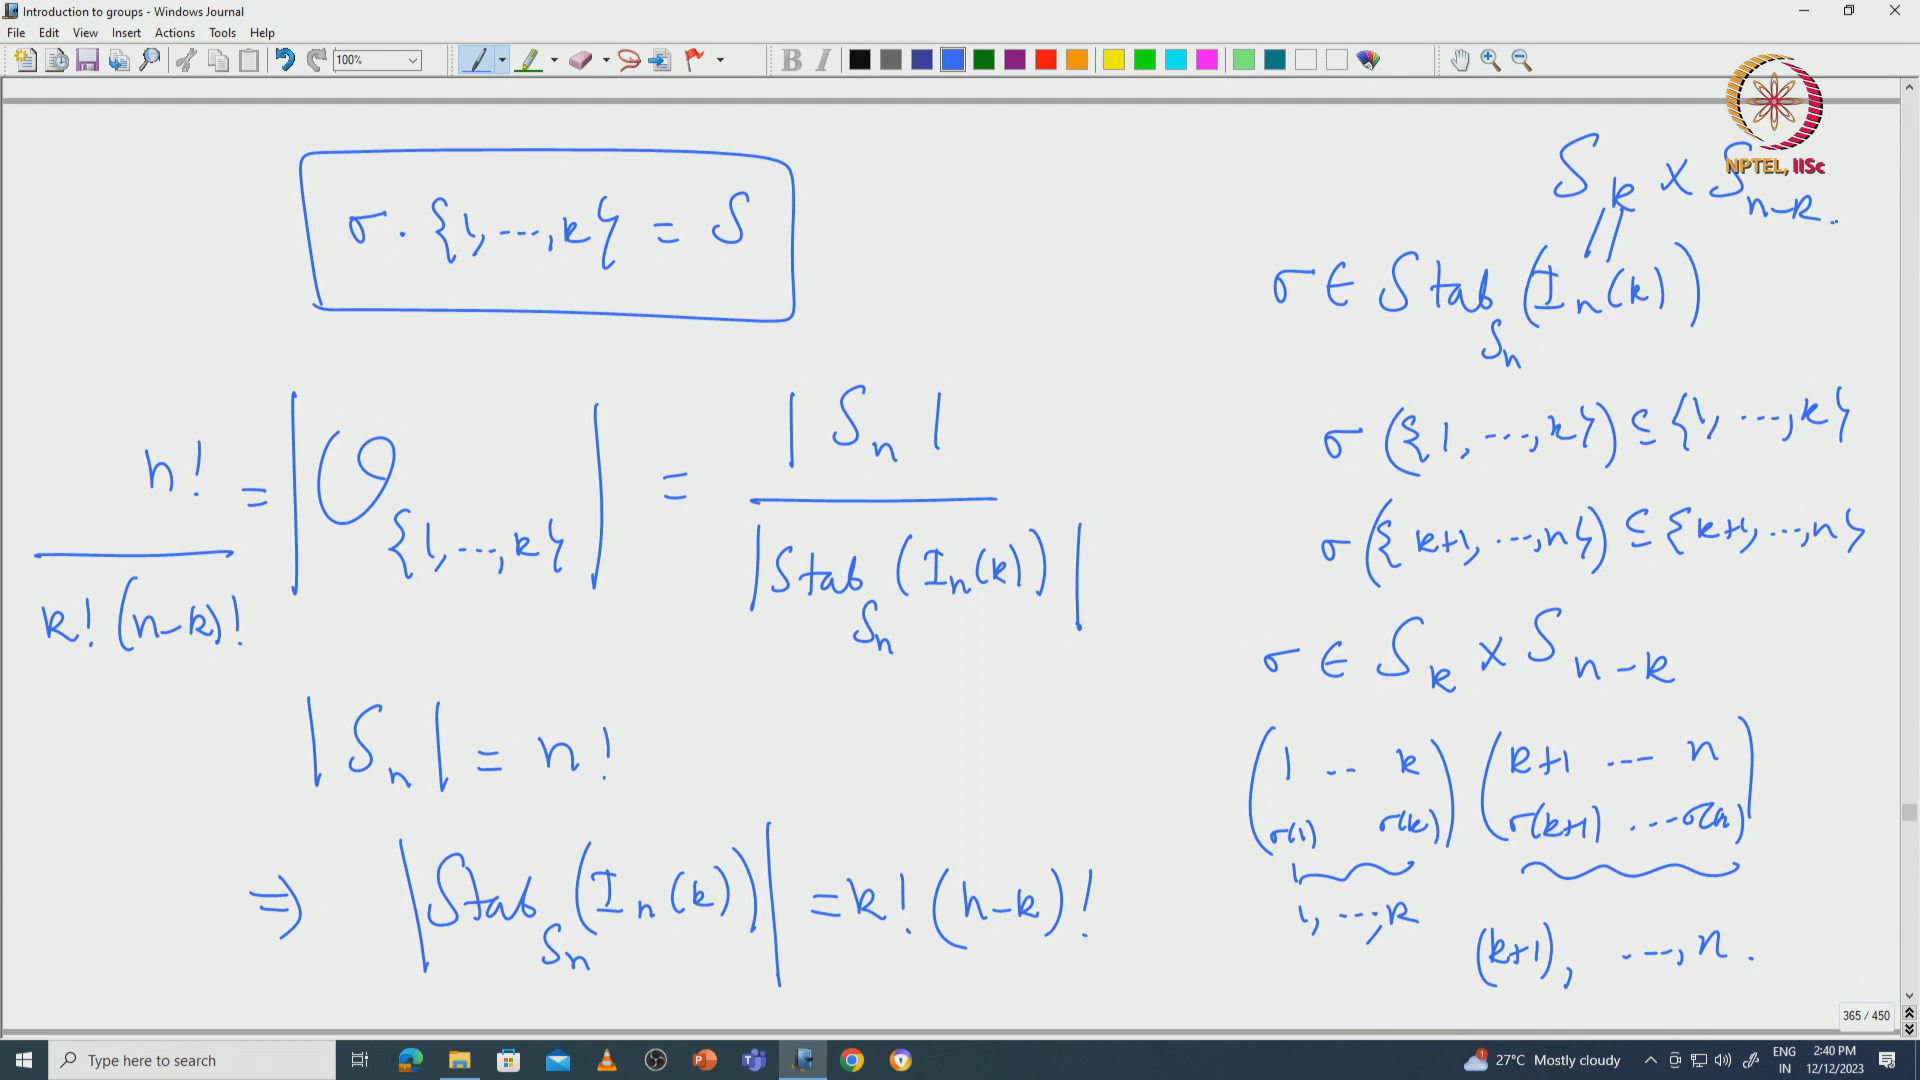 Introduction to groups - Windows Journal
File Edit View Insert Actions Tools Help
100%
B I
NPTEL, IISc
σ · {1, ..., k} = S
n! / k! (n-k)! = |O_{1, ..., k}| = |S_n| / |Stab_{S_n} (I_n(k))|
|S_n| = n!
⇒ |Stab_{S_n} (I_n(k))| = k! (n-k)!
S_k × S_{n-k}.
||
σ ∈ Stab_{S_n} (I_n(k))
σ ({1, ..., k}) ⊆ {1, ..., k}
σ ({k+1, ..., n}) ⊆ {k+1, ..., n}
σ ∈ S_k × S_{n-k}
(1 .. k) (k+1 --- n)
(σ(1) σ(k)) (σ(k+1) ... σ(n))
1, ..., k
(k+1), ..., n.
365 / 450
Type here to search
27°C Mostly cloudy
ENG
IN
2:40 PM
12/12/2023